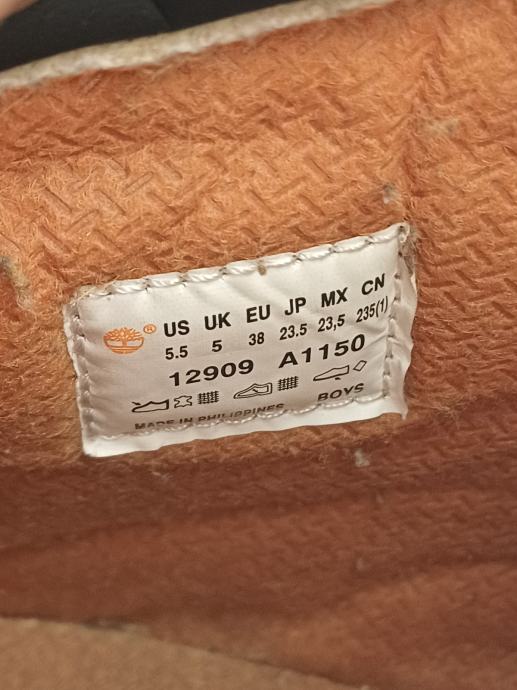 ® US UK EU JP MX CN
5.5 5 38 23.5 23,5 235(1)
12909 A1150
MADE IN PHILIPPINES BOYS